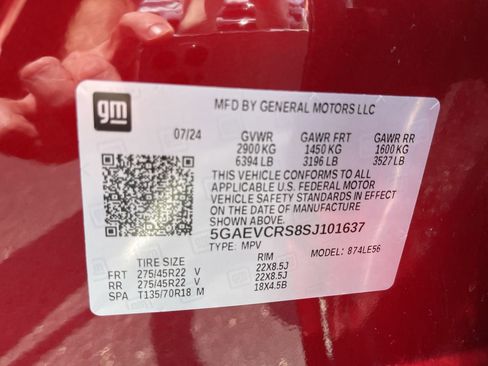 gm
MFD BY GENERAL MOTORS LLC
07/24 GVWR GAWR FRT GAWR RR
2900 KG 1450 KG 1600 KG
6394 LB 3196 LB 3527 LB
THIS VEHICLE CONFORMS TO ALL
APPLICABLE U.S. FEDERAL MOTOR
VEHICLE SAFETY STANDARDS IN EFFECT
ON THE DATE OF MANUFACTURE
SHOWN ABOVE.
5GAEVCRS8SJ101637
TYPE: MPV 874LE56
TIRE SIZE RIM
FRT 275/45R22 V 22X8.5J
RR 275/45R22 V 22X8.5J
SPA T135/70R18 M 18X4.5B